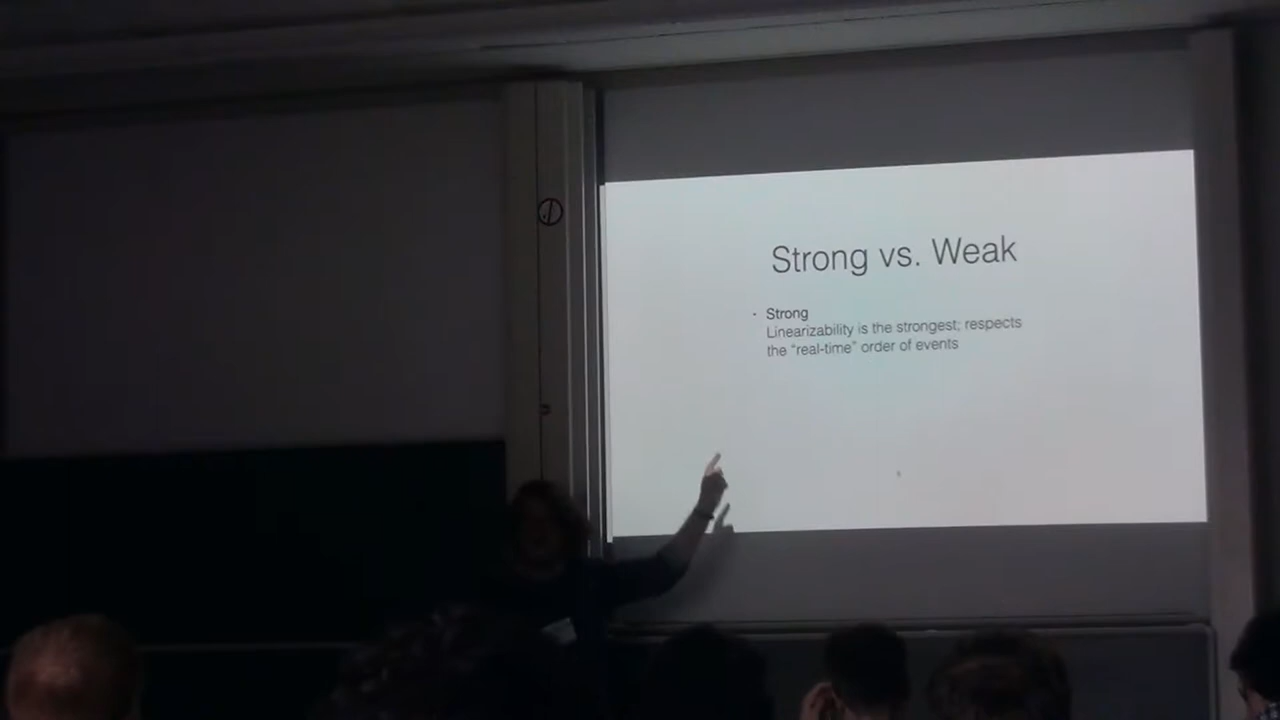 Strong vs. Weak
· Strong
Linearizability is the strongest; respects
the “real-time” order of events